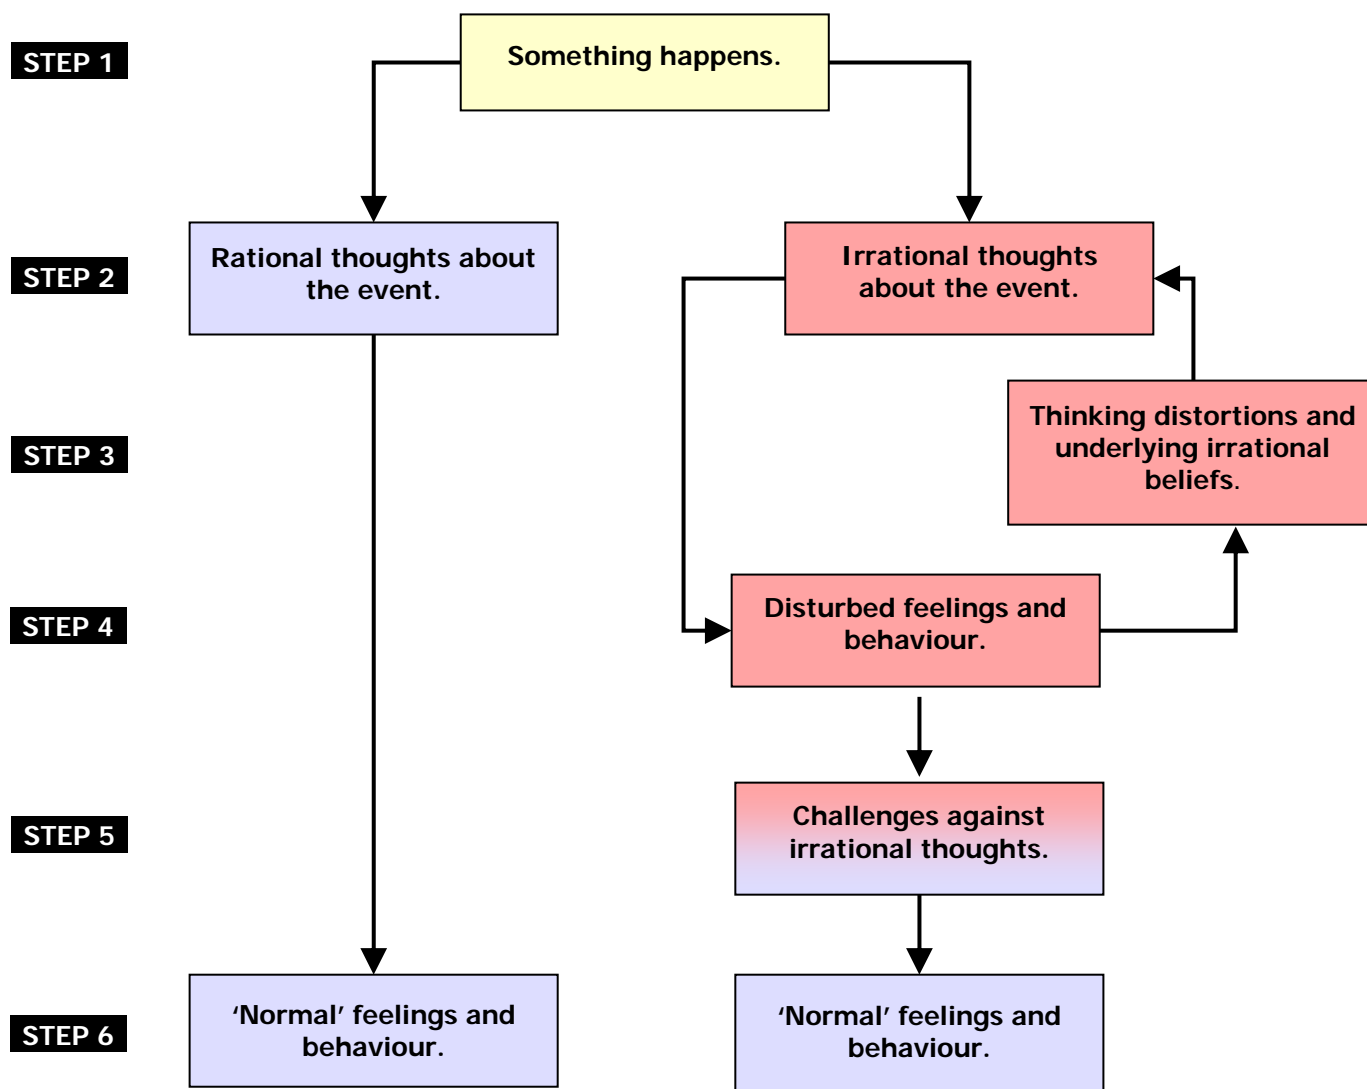 STEP 1
Something happens.
STEP 2
Rational thoughts about
the event.
Irrational thoughts
about the event.
STEP 3
Thinking distortions and
underlying irrational
beliefs.
STEP 4
Disturbed feelings and
behaviour.
STEP 5
Challenges against
irrational thoughts.
STEP 6
‘Normal’ feelings and
behaviour.
‘Normal’ feelings and
behaviour.